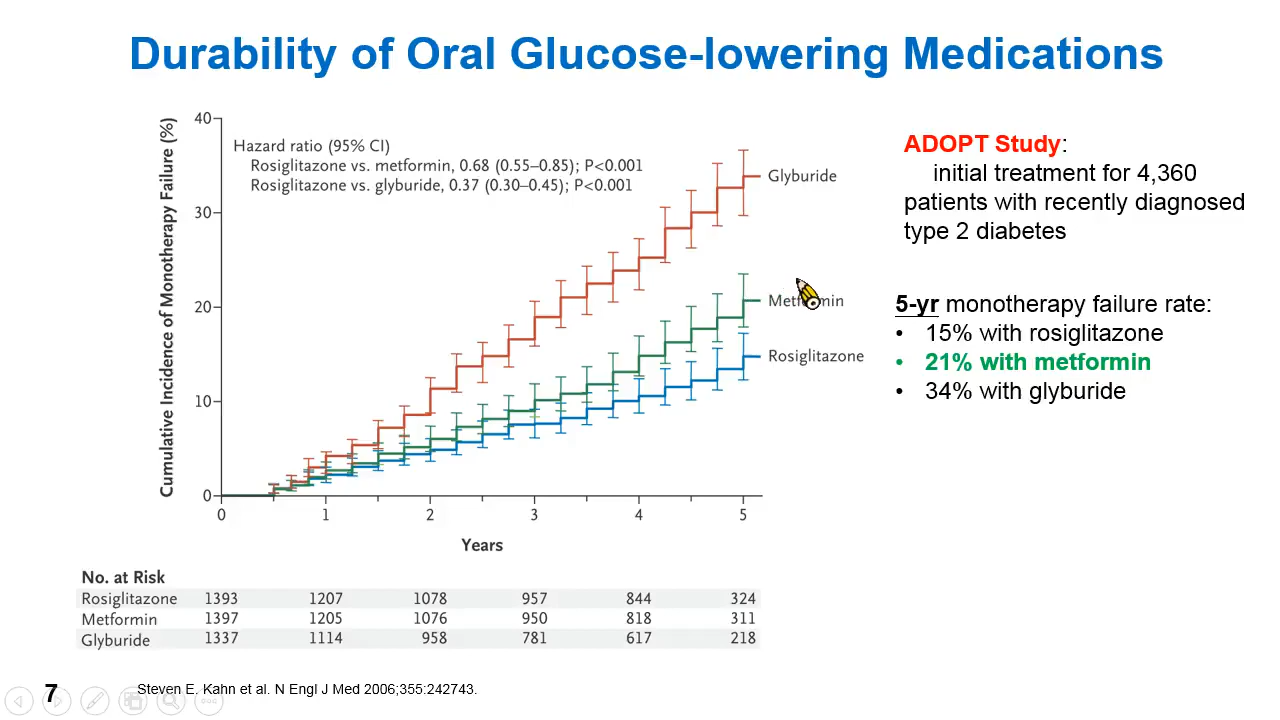 Durability of Oral Glucose-lowering Medications
Cumulative Incidence of Monotherapy Failure (%)
40
30
20
10
0
Hazard ratio (95% CI)
Rosiglitazone vs. metformin, 0.68 (0.55–0.85); P<0.001
Rosiglitazone vs. glyburide, 0.37 (0.30–0.45); P<0.001
Glyburide
Metformin
Rosiglitazone
0 1 2 3 4 5
Years
No. at Risk
Rosiglitazone 1393 1207 1078 957 844 324
Metformin 1397 1205 1076 950 818 311
Glyburide 1337 1114 958 781 617 218
ADOPT Study:
initial treatment for 4,360
patients with recently diagnosed
type 2 diabetes
5-yr monotherapy failure rate:
• 15% with rosiglitazone
• 21% with metformin
• 34% with glyburide
7
Steven E. Kahn et al. N Engl J Med 2006;355:242743.